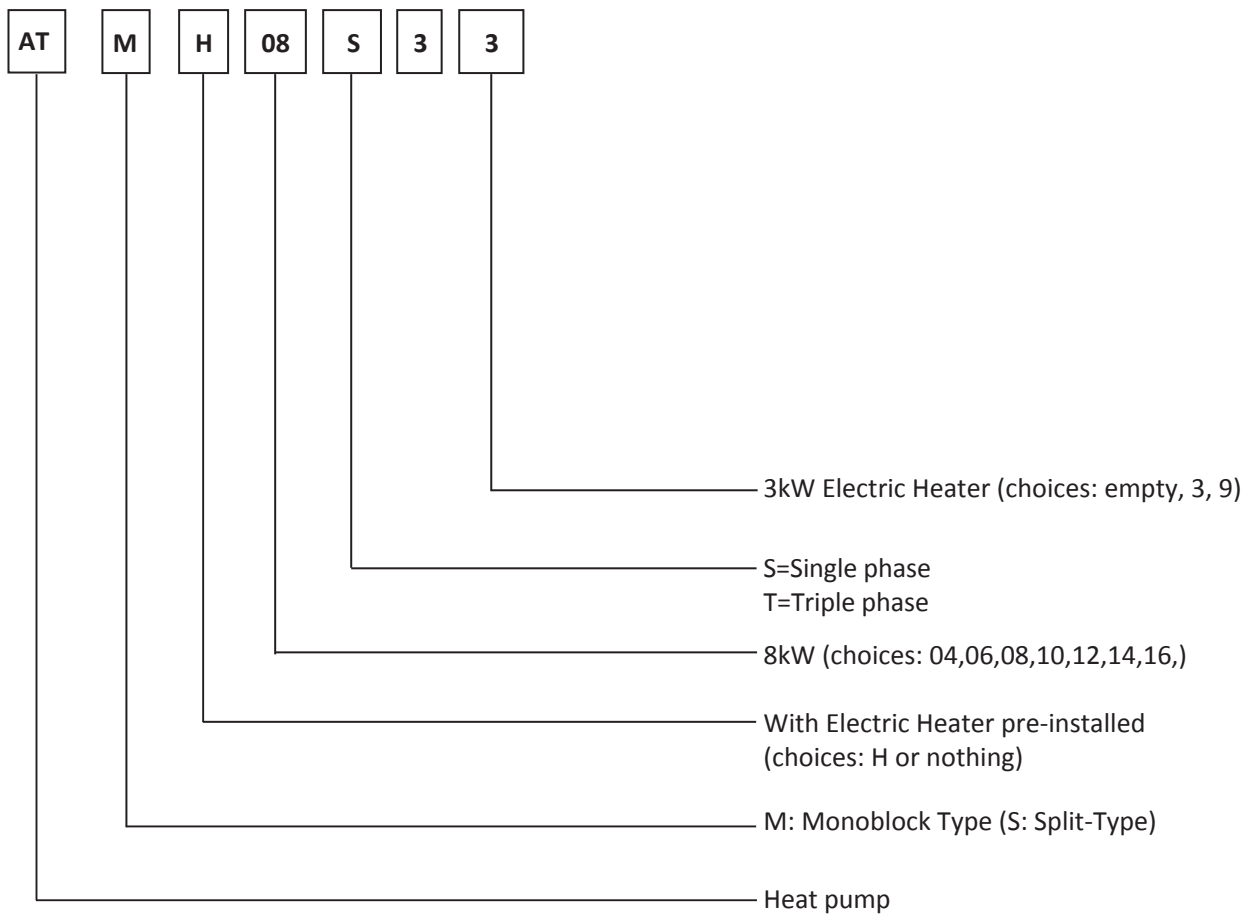 AT M H 08 S 3 3
3kW Electric Heater (choices: empty, 3, 9)
S=Single phase
T=Triple phase
8kW (choices: 04,06,08,10,12,14,16,)
With Electric Heater pre-installed
(choices: H or nothing)
M: Monoblock Type (S: Split-Type)
Heat pump